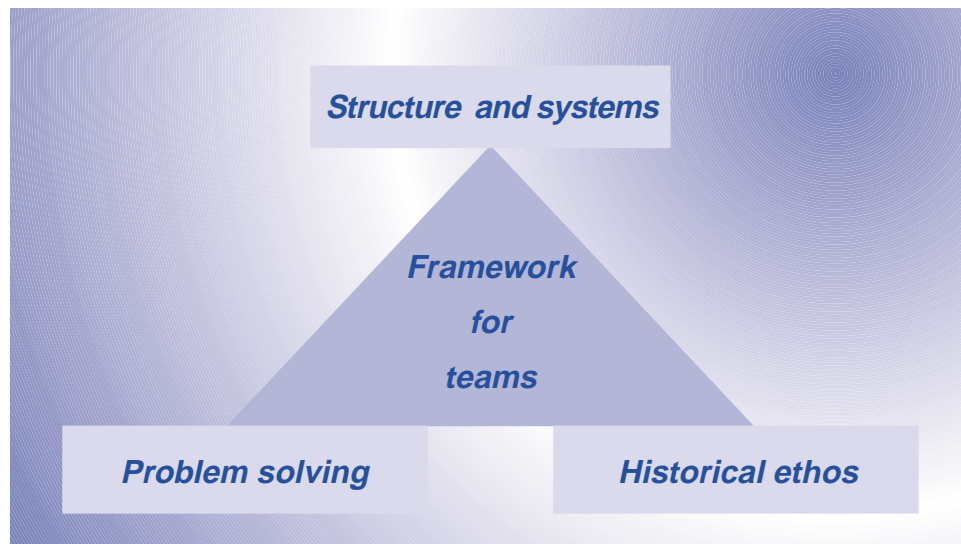 Structure and systems
Framework
for
teams
Problem solving
Historical ethos